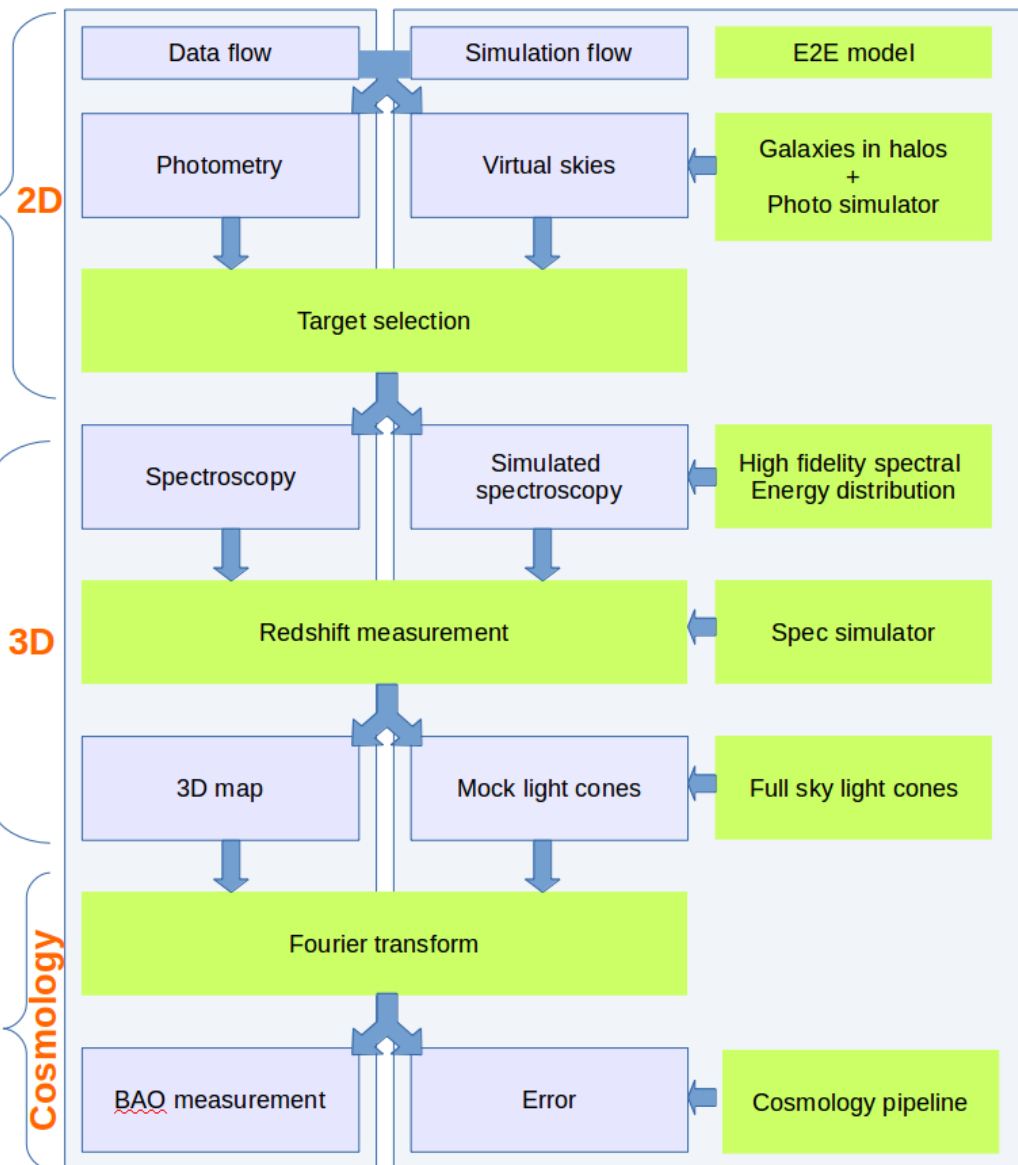 Data flow
Simulation flow
E2E model
2D
Photometry
Virtual skies
Galaxies in halos
+
Photo simulator
Target selection
3D
Spectroscopy
Simulated
spectroscopy
High fidelity spectral
Energy distribution
Redshift measurement
Spec simulator
3D map
Mock light cones
Full sky light cones
Cosmology
Fourier transform
BAO measurement
Error
Cosmology pipeline